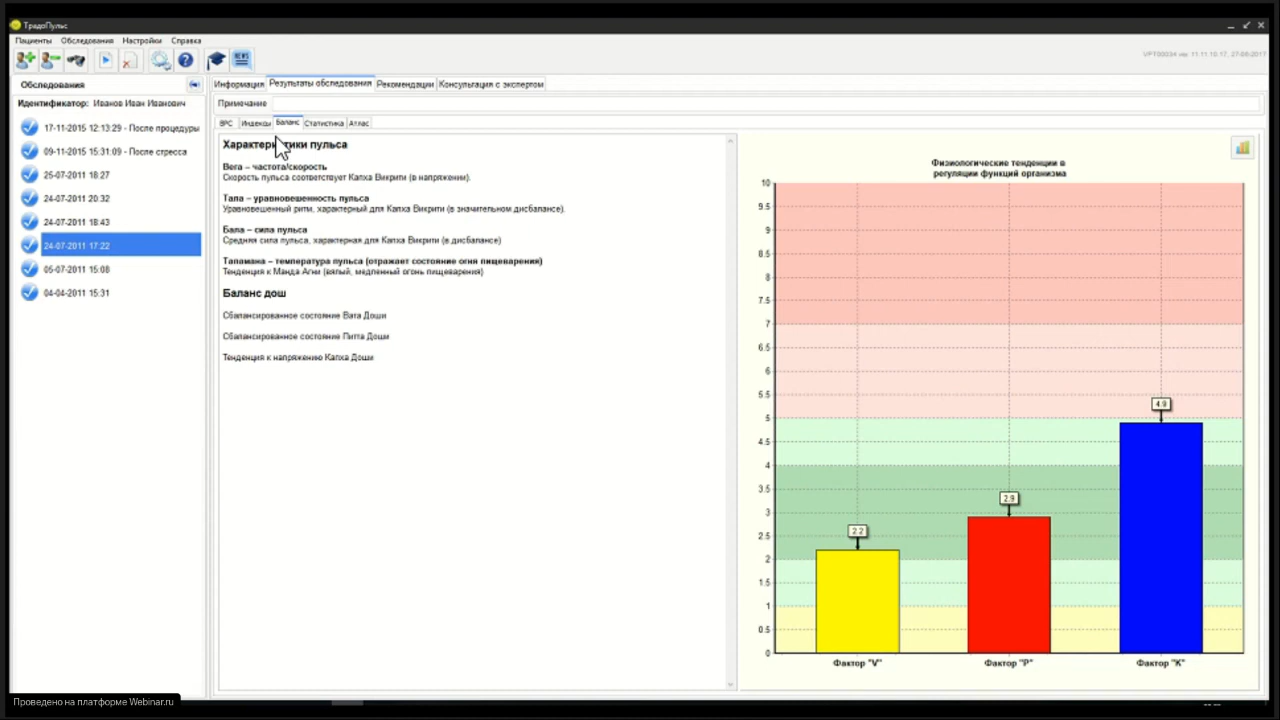 ТрадоПульс
Пациенты Обследования Настройки Справка
NEWS
Обследования
Идентификатор: Иванов Иван Иванович
17-11-2015 12:13:29 - После процедуры
09-11-2015 15:31:09 - После стресса
25-07-2011 18:27
24-07-2011 20:32
24-07-2011 18:43
24-07-2011 17:22
05-07-2011 15:08
04-04-2011 15:31
Информация Результаты обследования Рекомендации Консультация с экспертом
Примечание
ВРС Индексы Баланс Статистика Атлас
Характеристики пульса
Вега – частота/скорость
Скорость пульса соответствует Капха Викрити (в напряжении).
Тала – уравновешенность пульса
Уравновешенный ритм, характерный для Капха Викрити (в значительном дисбалансе).
Бала – сила пульса
Средняя сила пульса, характерная для Капха Викрити (в дисбалансе)
Тапамана – температура пульса (отражает состояние огня пищеварения)
Тенденция к Манда Агни (вялый, медленный огонь пищеварения)
Баланс дош
Сбалансированное состояние Вата Доши
Сбалансированное состояние Питта Доши
Тенденция к напряжению Капха Доши
Физиологические тенденции в
регуляции функций организма
10
9.5
9
8.5
8
7.5
7
6.5
6
5.5
5
4.5
4
3.5
3
2.5
2
1.5
1
0.5
0
2.2
2.9
4.9
Фактор "V" Фактор "P" Фактор "K"
Проведено на платформе Webinar.ru